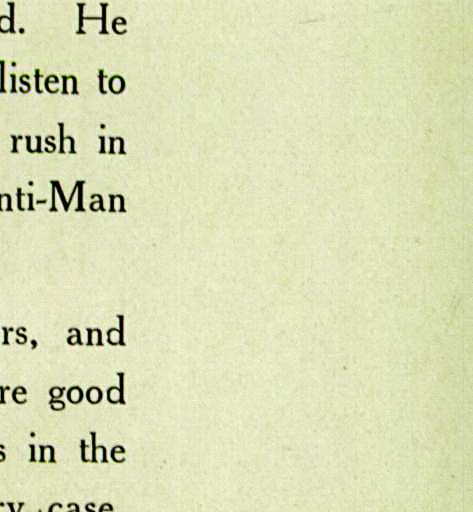 d. He
listen to
rush in
nti-Man
rs, and
re good
s in the
ry case